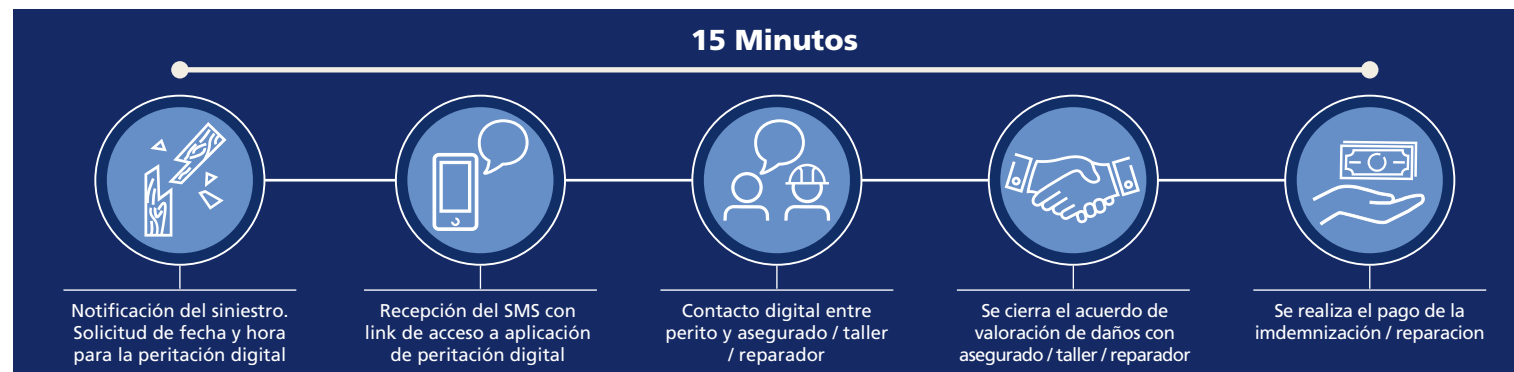 15 Minutos
Notificación del siniestro.
Solicitud de fecha y hora
para la peritación digital
Recepción del SMS con
link de acceso a aplicación
de peritación digital
Contacto digital entre
perito y asegurado / taller
/ reparador
Se cierra el acuerdo de
valoración de daños con
asegurado / taller / reparador
Se realiza el pago de la
imdemnización / reparacion